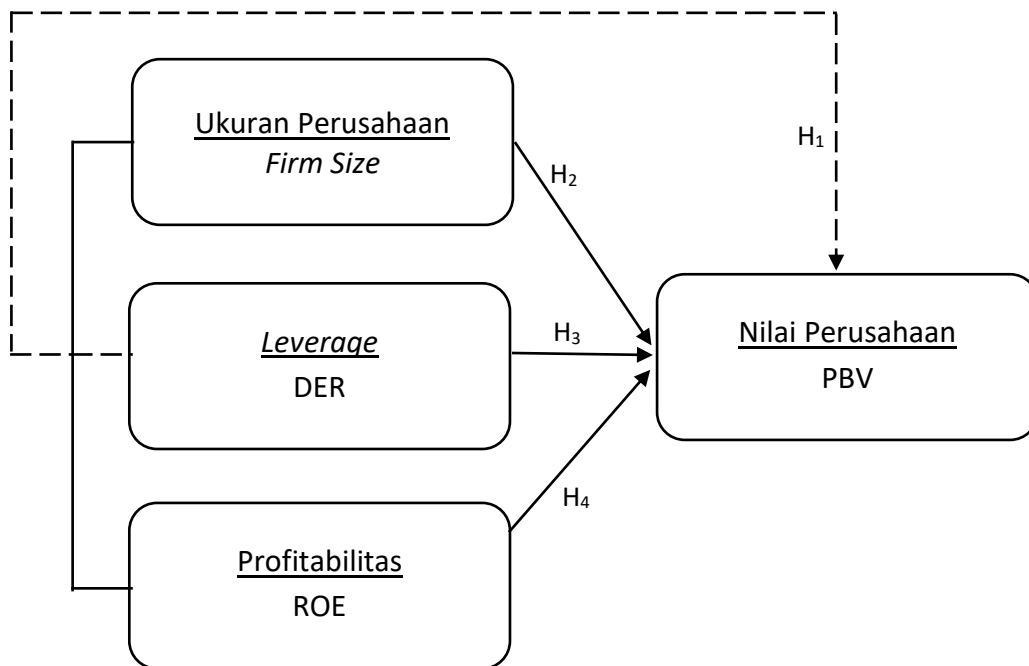 H₁
Ukuran Perusahaan
Firm Size
H₂
Leverage
DER
H₃
Nilai Perusahaan
PBV
H₄
Profitabilitas
ROE